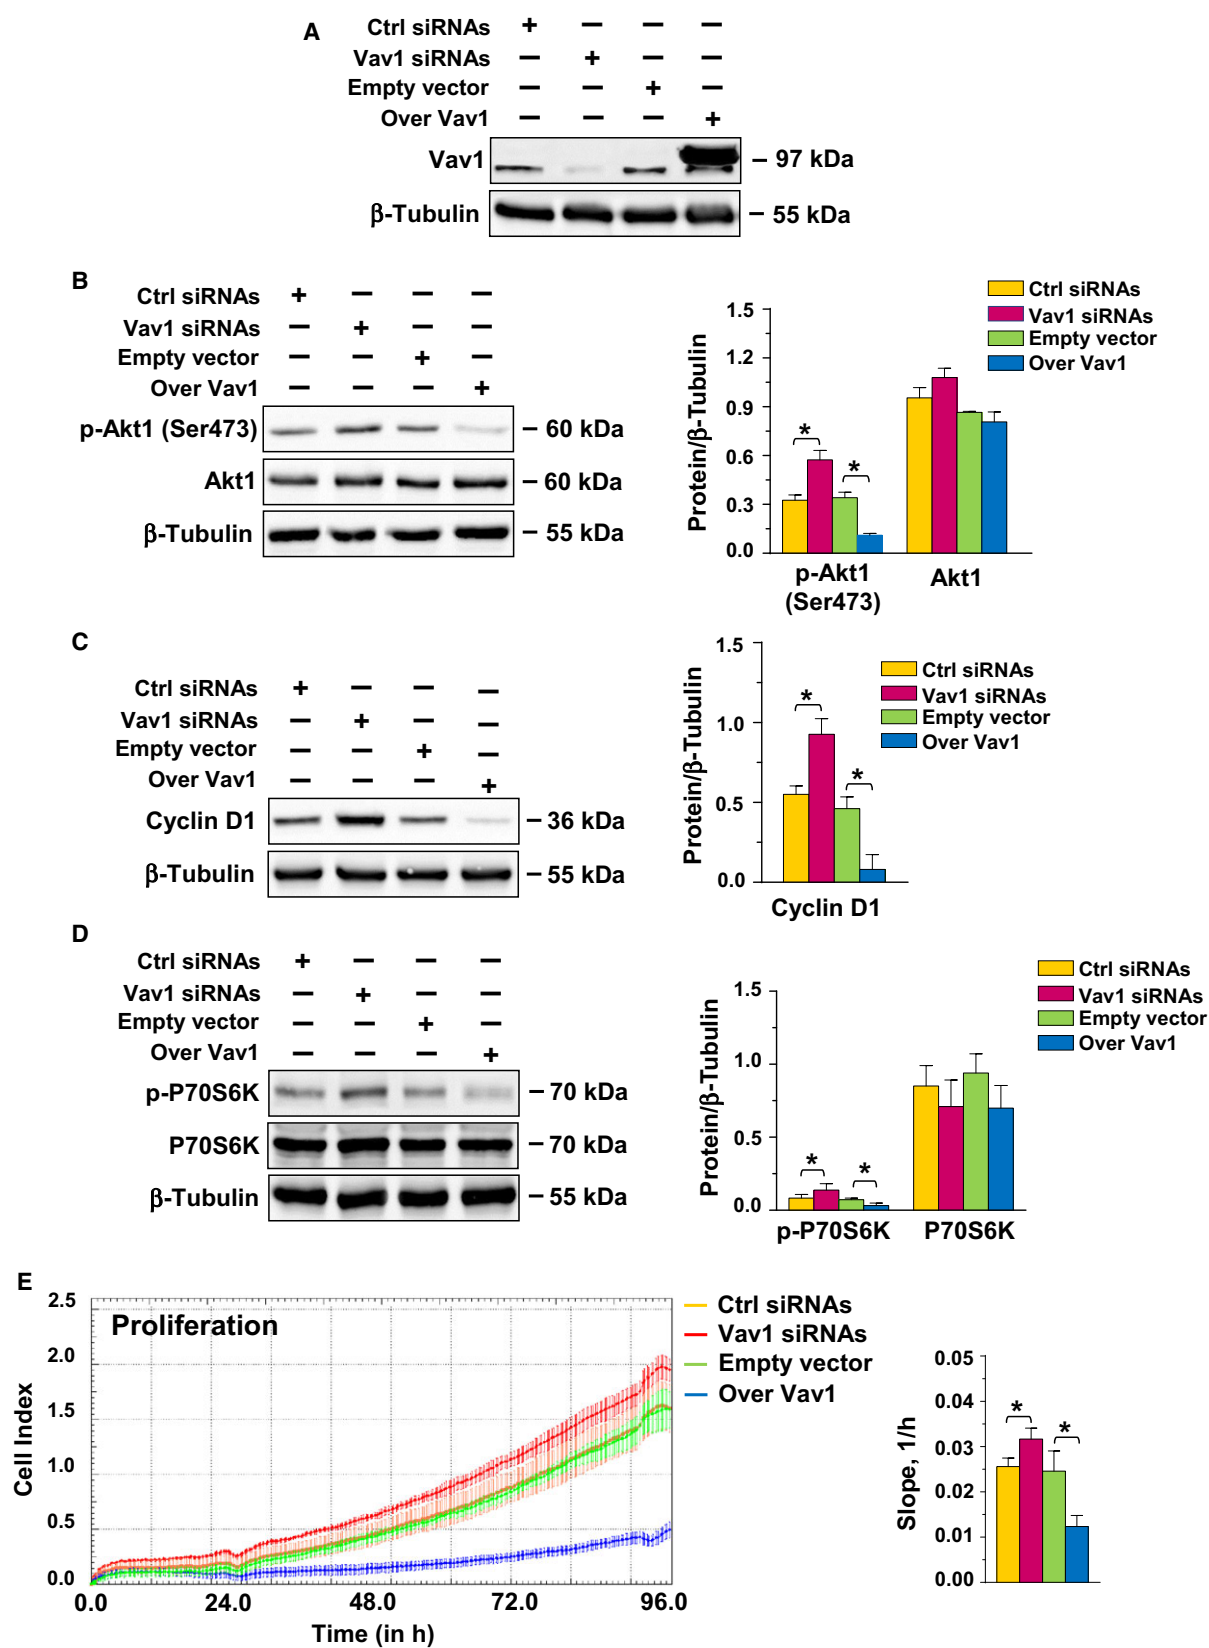 A
Ctrl siRNAs + – – –
Vav1 siRNAs – + – –
Empty vector – – + –
Over Vav1 – – – +
Vav1 – 97 kDa
β-Tubulin – 55 kDa
B
Ctrl siRNAs + – – –
Vav1 siRNAs – + – –
Empty vector – – + –
Over Vav1 – – – +
p-Akt1 (Ser473) – 60 kDa
Akt1 – 60 kDa
β-Tubulin – 55 kDa
Protein/β-Tubulin
1.5
1.2
0.9
0.6
0.3
0.0
* *
p-Akt1
(Ser473)
Akt1
Ctrl siRNAs
Vav1 siRNAs
Empty vector
Over Vav1
C
Ctrl siRNAs + – – –
Vav1 siRNAs – + – –
Empty vector – – + –
Over Vav1 – – – +
Cyclin D1 – 36 kDa
β-Tubulin – 55 kDa
Protein/β-Tubulin
1.5
1.0
0.5
0.0
* *
Cyclin D1
Ctrl siRNAs
Vav1 siRNAs
Empty vector
Over Vav1
D
Ctrl siRNAs + – – –
Vav1 siRNAs – + – –
Empty vector – – + –
Over Vav1 – – – +
p-P70S6K – 70 kDa
P70S6K – 70 kDa
β-Tubulin – 55 kDa
Protein/β-Tubulin
1.5
1.0
0.5
0.0
* *
p-P70S6K P70S6K
Ctrl siRNAs
Vav1 siRNAs
Empty vector
Over Vav1
E
Proliferation
Cell Index
2.5
2.0
1.5
1.0
0.5
0.0
0.0 24.0 48.0 72.0 96.0
Time (in h)
Ctrl siRNAs
Vav1 siRNAs
Empty vector
Over Vav1
Slope, 1/h
0.05
0.04
0.03
0.02
0.01
0.00
* *